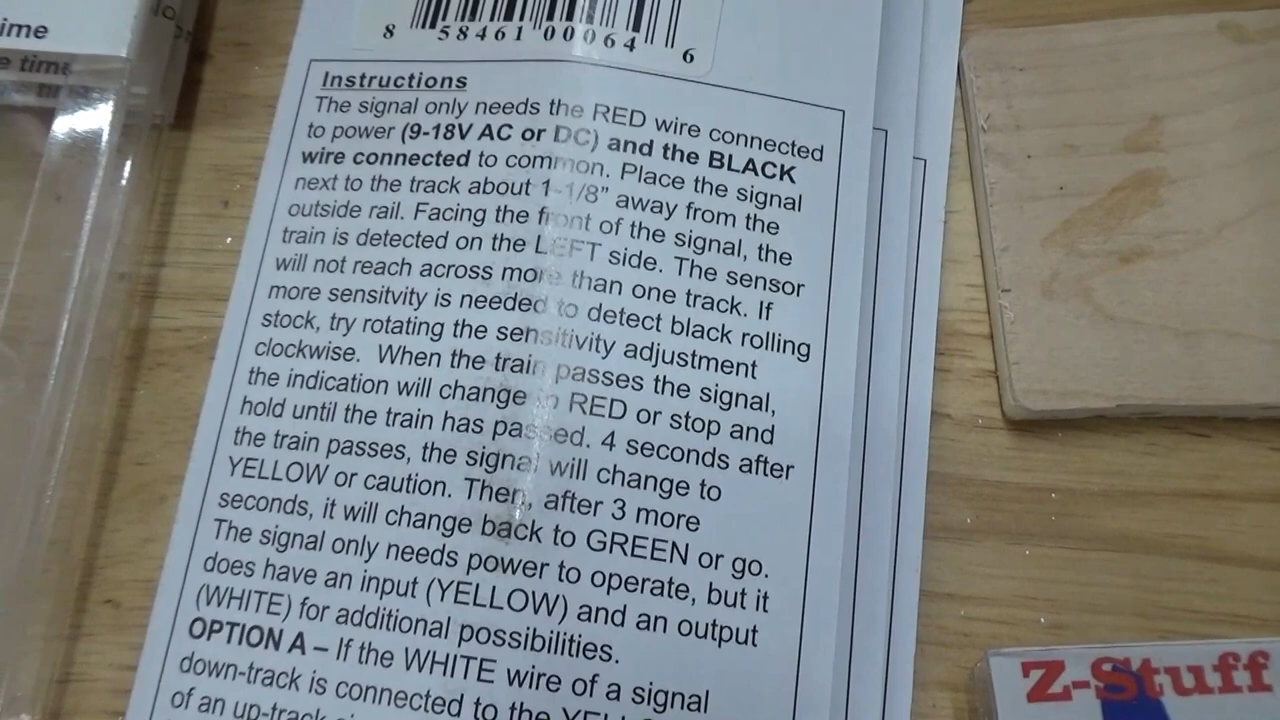 ime
e time
8 58461 00064 6
Instructions
The signal only needs the RED wire connected
to power (9-18V AC or DC) and the BLACK
wire connected to common. Place the signal
next to the track about 1-1/8" away from the
outside rail. Facing the front of the signal, the
train is detected on the LEFT side. The sensor
will not reach across more than one track. If
more sensitvity is needed to detect black rolling
stock, try rotating the sensitivity adjustment
clockwise. When the train passes the signal,
the indication will change to RED or stop and
hold until the train has passed. 4 seconds after
the train passes, the signal will change to
YELLOW or caution. Then, after 3 more
seconds, it will change back to GREEN or go.
The signal only needs power to operate, but it
does have an input (YELLOW) and an output
(WHITE) for additional possibilities.
OPTION A – If the WHITE wire of a signal
down-track is connected to the
of an up-track
Z-Stuff